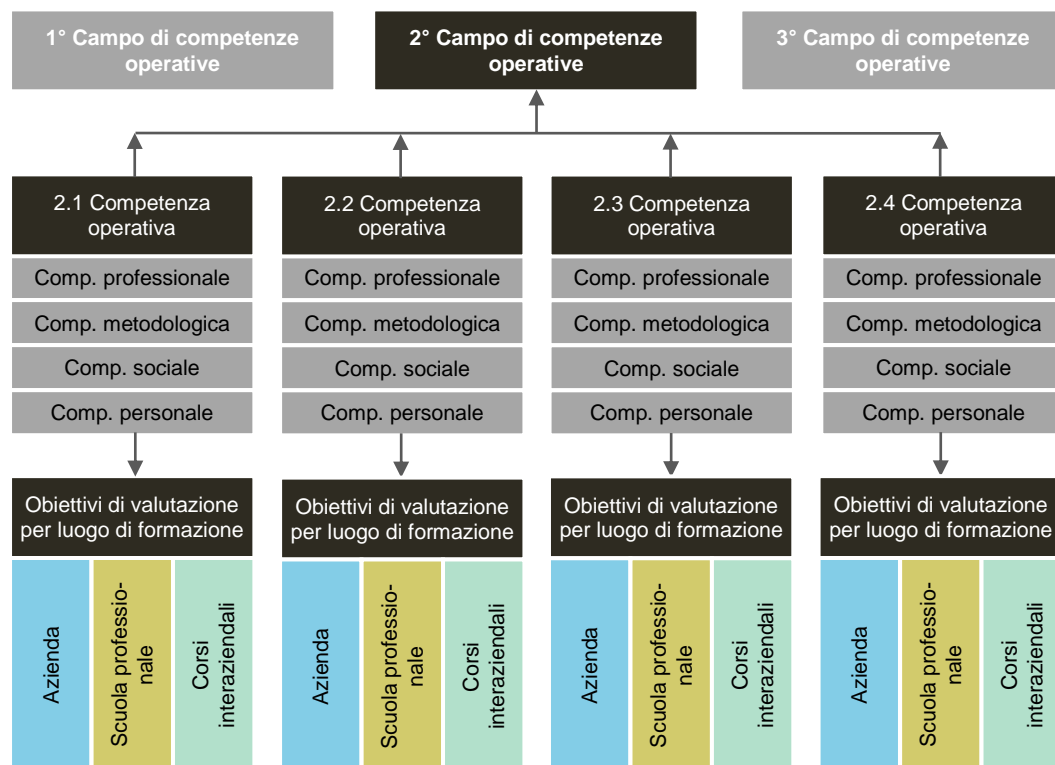 1° Campo di competenze
operative
2° Campo di competenze
operative
3° Campo di competenze
operative
2.1 Competenza
operativa
2.2 Competenza
operativa
2.3 Competenza
operativa
2.4 Competenza
operativa
Comp. professionale
Comp. professionale
Comp. professionale
Comp. professionale
Comp. metodologica
Comp. metodologica
Comp. metodologica
Comp. metodologica
Comp. sociale
Comp. sociale
Comp. sociale
Comp. sociale
Comp. personale
Comp. personale
Comp. personale
Comp. personale
Obiettivi di valutazione
per luogo di formazione
Obiettivi di valutazione
per luogo di formazione
Obiettivi di valutazione
per luogo di formazione
Obiettivi di valutazione
per luogo di formazione
Azienda
Scuola professio-
nale
Corsi
interaziendali
Azienda
Scuola professio-
nale
Corsi
interaziendali
Azienda
Scuola professio-
nale
Corsi
interaziendali
Azienda
Scuola professio-
nale
Corsi
interaziendali